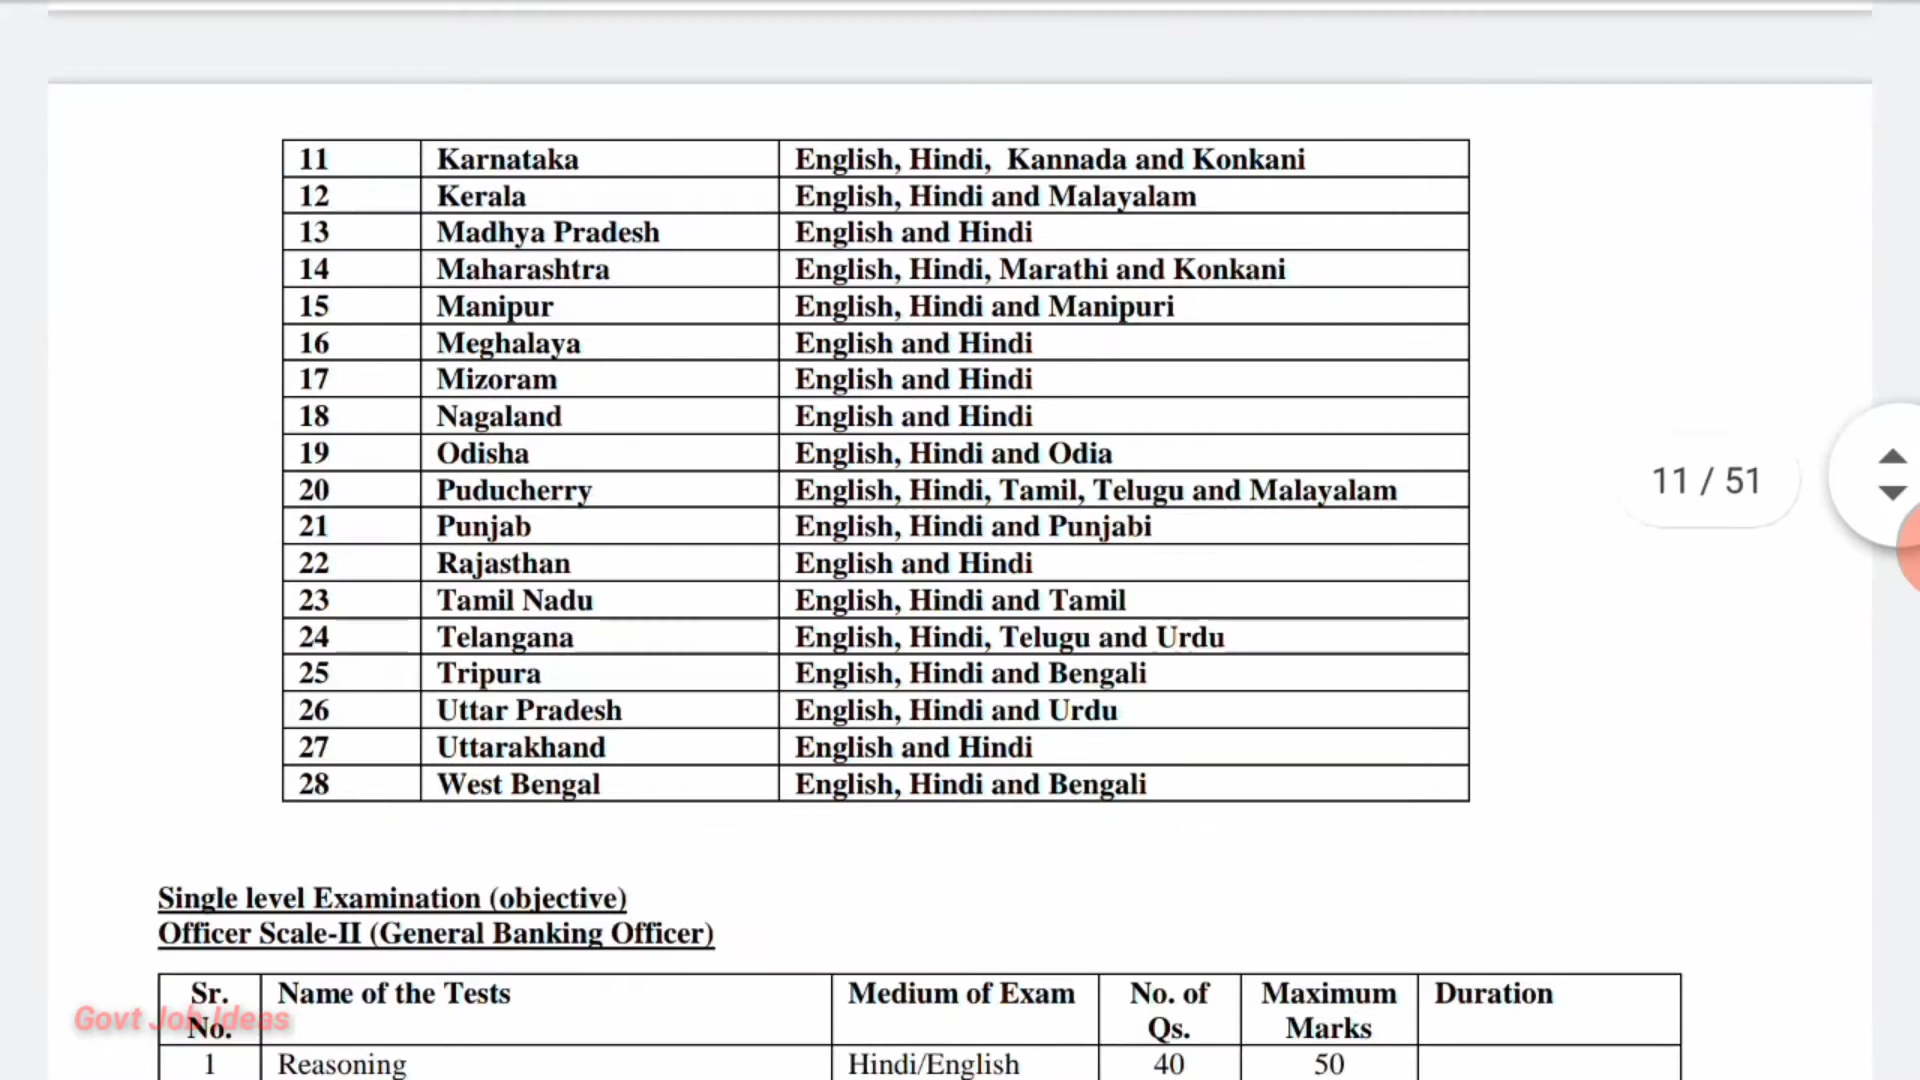 11 Karnataka English, Hindi, Kannada and Konkani
12 Kerala English, Hindi and Malayalam
13 Madhya Pradesh English and Hindi
14 Maharashtra English, Hindi, Marathi and Konkani
15 Manipur English, Hindi and Manipuri
16 Meghalaya English and Hindi
17 Mizoram English and Hindi
18 Nagaland English and Hindi
19 Odisha English, Hindi and Odia
20 Puducherry English, Hindi, Tamil, Telugu and Malayalam
21 Punjab English, Hindi and Punjabi
22 Rajasthan English and Hindi
23 Tamil Nadu English, Hindi and Tamil
24 Telangana English, Hindi, Telugu and Urdu
25 Tripura English, Hindi and Bengali
26 Uttar Pradesh English, Hindi and Urdu
27 Uttarakhand English and Hindi
28 West Bengal English, Hindi and Bengali
11 / 51
Single level Examination (objective)
Officer Scale-II (General Banking Officer)
Sr. Name of the Tests Medium of Exam No. of Maximum Duration
No. Qs. Marks
Govt Job Ideas
1 Reasoning Hindi/English 40 50